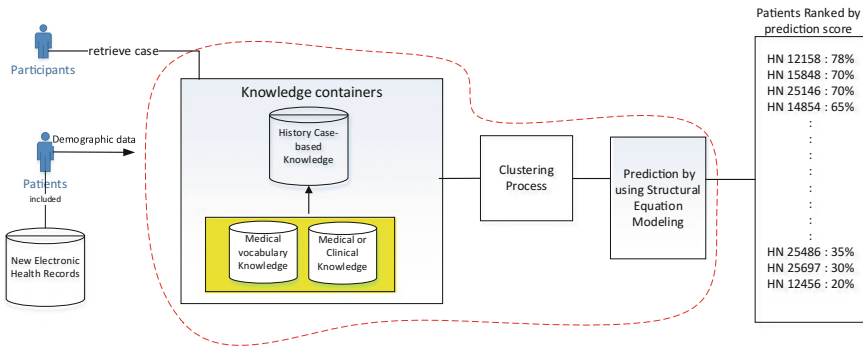 Participants
retrieve case
Demographic data
Patients
included
New Electronic
Health Records
Knowledge containers
History Case-
based
Knowledge
Medical
vocabulary
Knowledge
Medical or
Clinical
Knowledge
Clustering
Process
Prediction by
using Structural
Equation
Modeling
Patients Ranked by
prediction score
HN 12158 : 78%
HN 15848 : 70%
HN 25146 : 70%
HN 14854 : 65%
:
:
:
:
:
:
:
HN 25486 : 35%
HN 25697 : 30%
HN 12456 : 20%